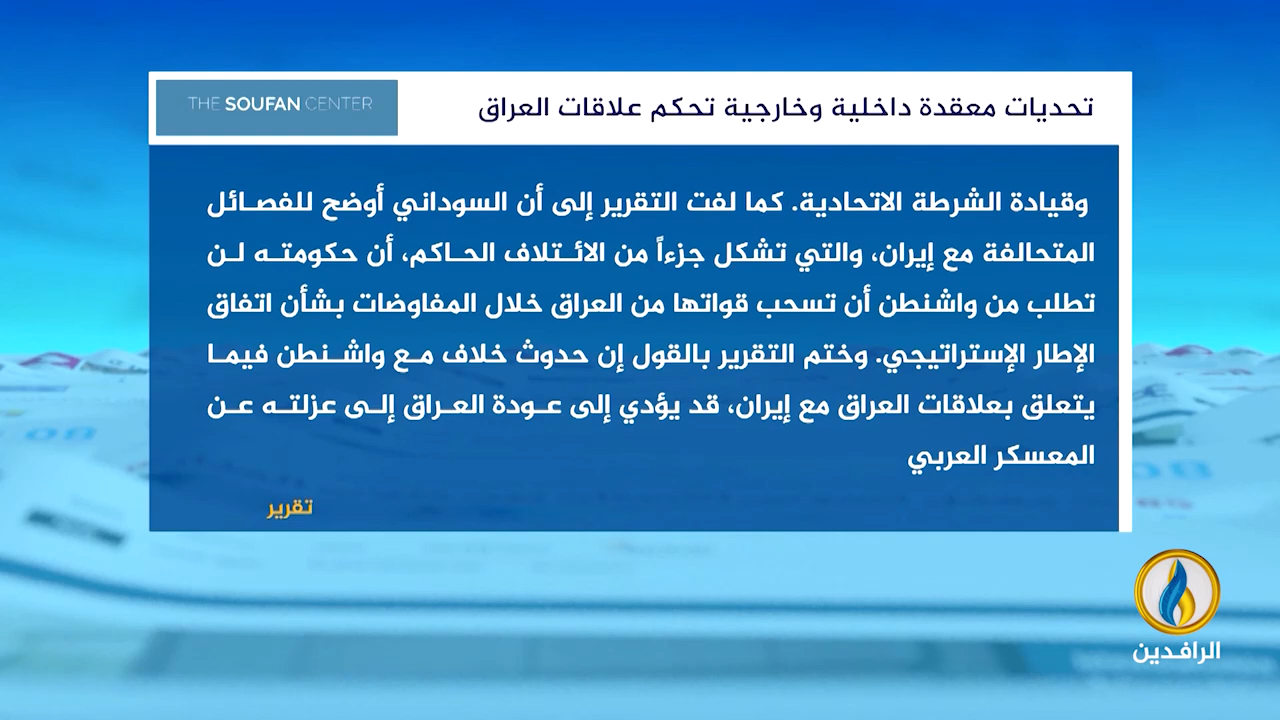 THE SOUFAN CENTER
تحديات معقدة داخلية وخارجية تحكم علاقات العراق
وقيادة الشرطة الاتحادية. كما لفت التقرير إلى أن السوداني أوضح للفصائل
المتحالفة مع إيران، والتي تشكل جزءاً من الائتلاف الحاكم، أن حكومته لن
تطلب من واشنطن أن تسحب قواتها من العراق خلال المفاوضات بشأن اتفاق
الإطار الإستراتيجي. وختم التقرير بالقول إن حدوث خلاف مع واشنطن فيما
يتعلق بعلاقات العراق مع إيران، قد يؤدي إلى عودة العراق إلى عزلته عن
المعسكر العربي
تقرير
الرافدين